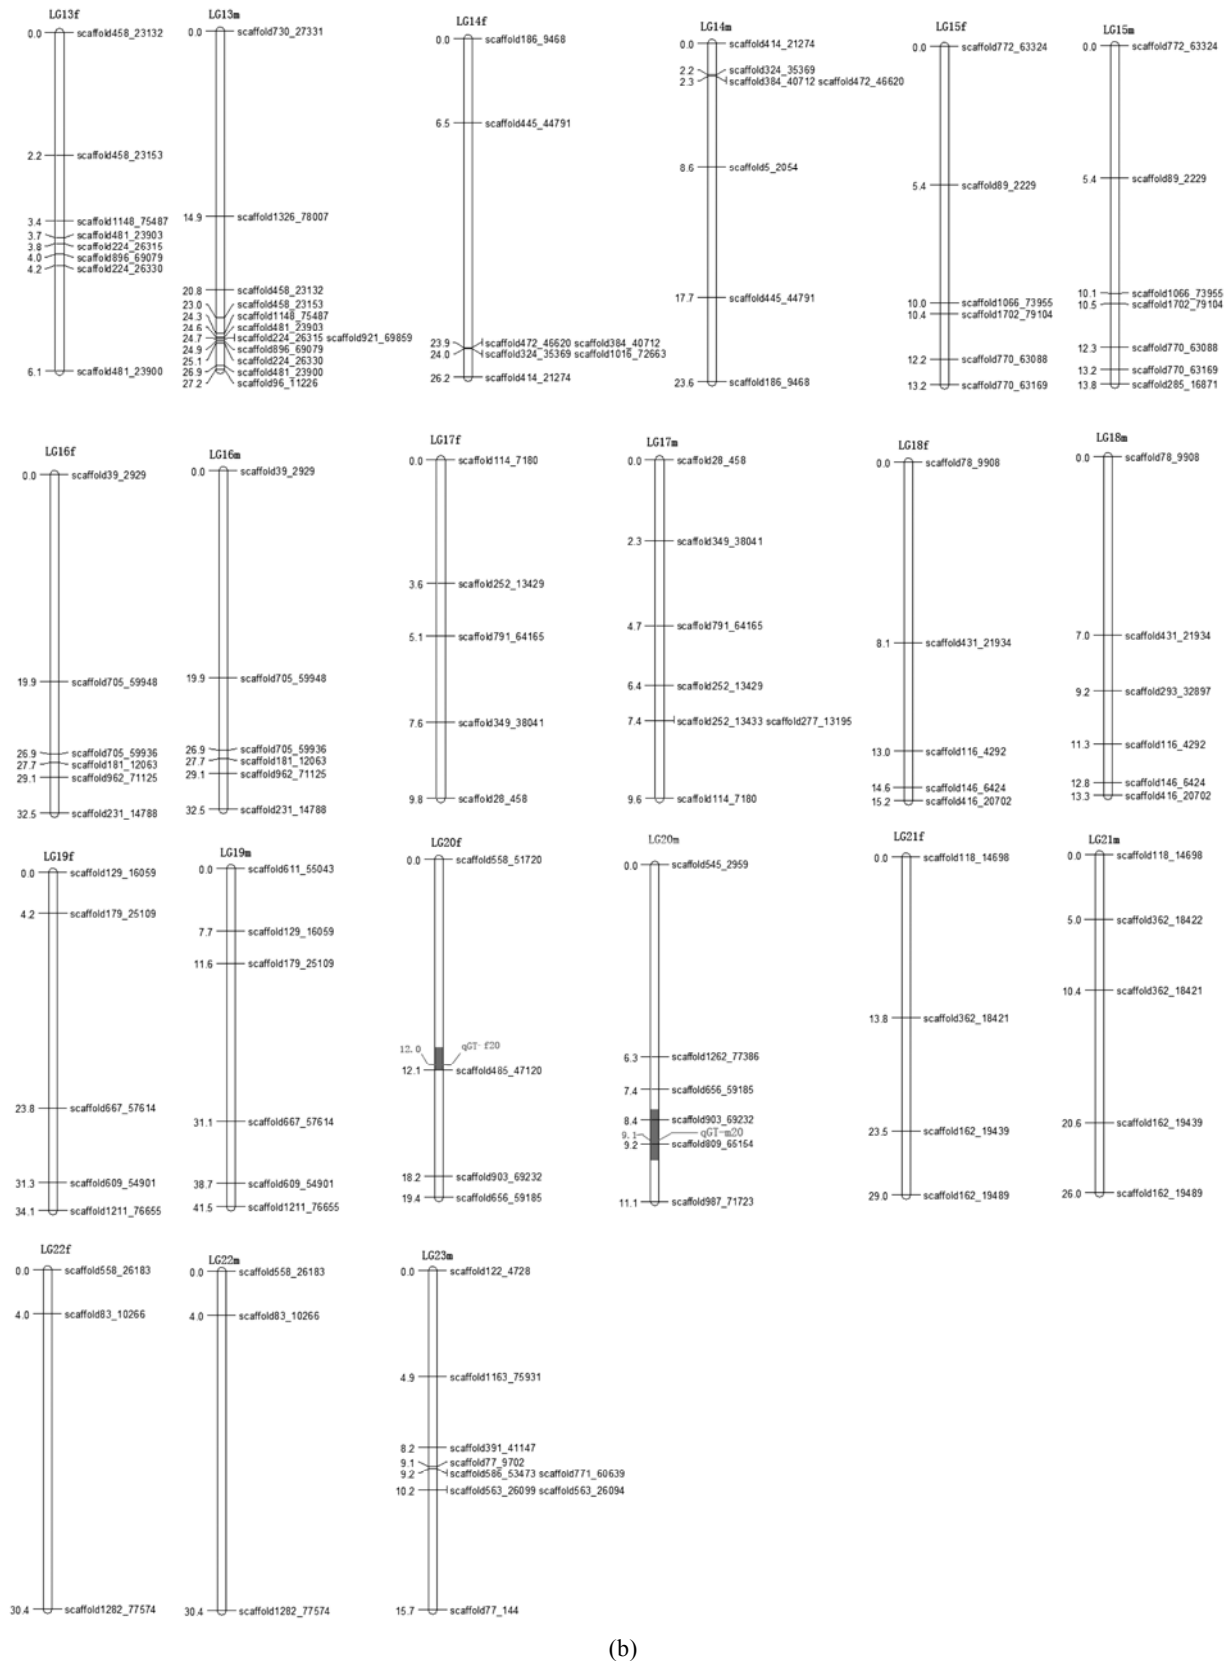 LG13f
0.0 scaffold458_23132
2.2 scaffold458_23153
3.4 scaffold1148_75487
3.7 scaffold481_23903
3.8 scaffold224_26315
4.0 scaffold896_69079
4.2 scaffold224_26330
6.1 scaffold481_23900
LG13m
0.0 scaffold730_27331
14.9 scaffold1326_78007
20.8 scaffold458_23132
23.0 scaffold458_23153
24.3 scaffold1148_75487
24.6 scaffold481_23903
24.7 scaffold224_26315 scaffold921_69859
24.9 scaffold896_69079
25.1 scaffold224_26330
26.9 scaffold481_23900
27.2 scaffold96_11226
LG14f
0.0 scaffold186_9468
6.5 scaffold445_44791
23.9 scaffold472_46620 scaffold384_40712
24.0 scaffold324_35369 scaffold1016_72663
26.2 scaffold414_21274
LG14m
0.0 scaffold414_21274
2.2 scaffold324_35369
2.3 scaffold384_40712 scaffold472_46620
8.6 scaffold5_2054
17.7 scaffold445_44791
23.6 scaffold186_9468
LG15f
0.0 scaffold772_63324
5.4 scaffold89_2229
10.0 scaffold1066_73955
10.4 scaffold1702_79104
12.2 scaffold770_63088
13.2 scaffold770_63169
LG15m
0.0 scaffold772_63324
5.4 scaffold89_2229
10.1 scaffold1066_73955
10.5 scaffold1702_79104
12.3 scaffold770_63088
13.2 scaffold770_63169
13.8 scaffold285_16871
LG16f
0.0 scaffold39_2929
19.9 scaffold705_59948
26.9 scaffold705_59936
27.7 scaffold181_12063
29.1 scaffold962_71125
32.5 scaffold231_14788
LG16m
0.0 scaffold39_2929
19.9 scaffold705_59948
26.9 scaffold705_59936
27.7 scaffold181_12063
29.1 scaffold962_71125
32.5 scaffold231_14788
LG17f
0.0 scaffold114_7180
3.6 scaffold252_13429
5.1 scaffold791_64165
7.6 scaffold349_38041
9.8 scaffold28_458
LG17m
0.0 scaffold28_458
2.3 scaffold349_38041
4.7 scaffold791_64165
6.4 scaffold252_13429
7.4 scaffold252_13433 scaffold277_13195
9.6 scaffold114_7180
LG18f
0.0 scaffold78_9908
8.1 scaffold431_21934
13.0 scaffold116_4292
14.6 scaffold146_6424
15.2 scaffold416_20702
LG18m
0.0 scaffold78_9908
7.0 scaffold431_21934
9.2 scaffold293_32897
11.3 scaffold116_4292
12.8 scaffold146_6424
13.3 scaffold416_20702
LG19f
0.0 scaffold129_16059
4.2 scaffold179_25109
23.8 scaffold667_57614
31.3 scaffold609_54901
34.1 scaffold1211_76655
LG19m
0.0 scaffold611_55043
7.7 scaffold129_16059
11.6 scaffold179_25109
31.1 scaffold667_57614
38.7 scaffold609_54901
41.5 scaffold1211_76655
LG20f
0.0 scaffold558_51720
12.0 qGT-f20
12.1 scaffold485_47120
18.2 scaffold903_69232
19.4 scaffold656_59185
LG20m
0.0 scaffold545_2959
6.3 scaffold1262_77386
7.4 scaffold656_59185
8.4 scaffold903_69232
9.1 qGT-m20
9.2 scaffold809_65154
11.1 scaffold987_71723
LG21f
0.0 scaffold118_14698
13.8 scaffold362_18421
23.5 scaffold162_19439
29.0 scaffold162_19489
LG21m
0.0 scaffold118_14698
5.0 scaffold362_18422
10.4 scaffold362_18421
20.6 scaffold162_19439
26.0 scaffold162_19489
LG22f
0.0 scaffold558_26183
4.0 scaffold83_10266
30.4 scaffold1282_77574
LG22m
0.0 scaffold558_26183
4.0 scaffold83_10266
30.4 scaffold1282_77574
LG23m
0.0 scaffold122_4728
4.9 scaffold1163_75931
8.2 scaffold391_41147
9.1 scaffold77_9702
9.2 scaffold586_53473 scaffold771_60639
10.2 scaffold563_26099 scaffold563_26094
15.7 scaffold77_144
(b)